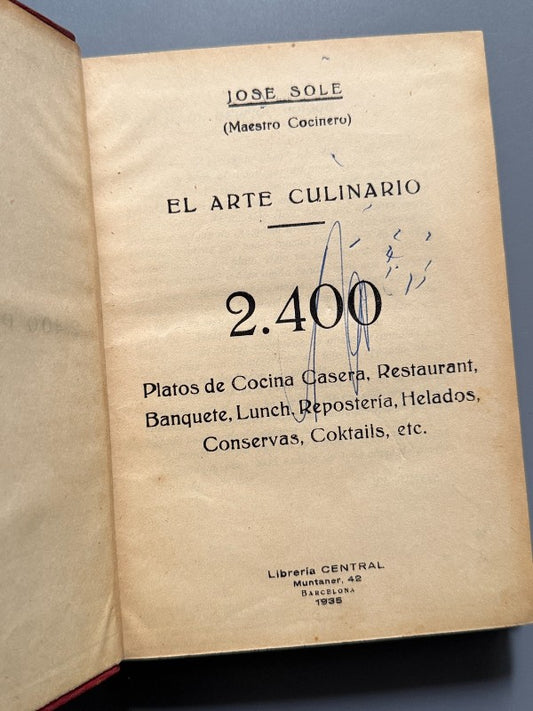 JOSE SOLE
(Maestro Cocinero)
EL ARTE CULINARIO
2.400
Platos de Cocina Casera, Restaurant,
Banquete, Lunch, Repostería, Helados,
Conservas, Coktails, etc.
Librería CENTRAL
Muntaner, 42
BARCELONA
1935